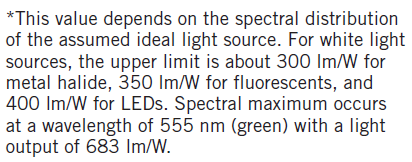 *This value depends on the spectral distribution
of the assumed ideal light source. For white light
sources, the upper limit is about 300 lm/W for
metal halide, 350 lm/W for fluorescents, and
400 lm/W for LEDs. Spectral maximum occurs
at a wavelength of 555 nm (green) with a light
output of 683 lm/W.